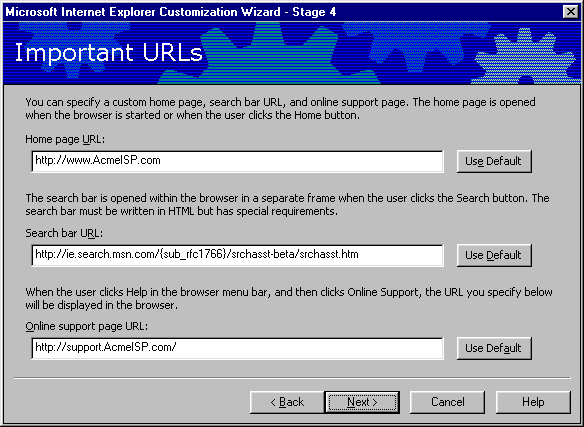 Microsoft Internet Explorer Customization Wizard - Stage 4
Important URLs
You can specify a custom home page, search bar URL, and online support page. The home page is opened
when the browser is started or when the user clicks the Home button.
Home page URL:
http://www.AcmeISP.com
Use Default
The search bar is opened within the browser in a separate frame when the user clicks the Search button. The
search bar must be written in HTML but has special requirements.
Search bar URL:
http://ie.search.msn.com/{sub_rfc1766}/srchasst-beta/srchasst.htm
Use Default
When the user clicks Help in the browser menu bar, and then clicks Online Support, the URL you specify below
will be displayed in the browser.
Online support page URL:
http://support.AcmeISP.com/
Use Default
< Back
Next >
Cancel
Help